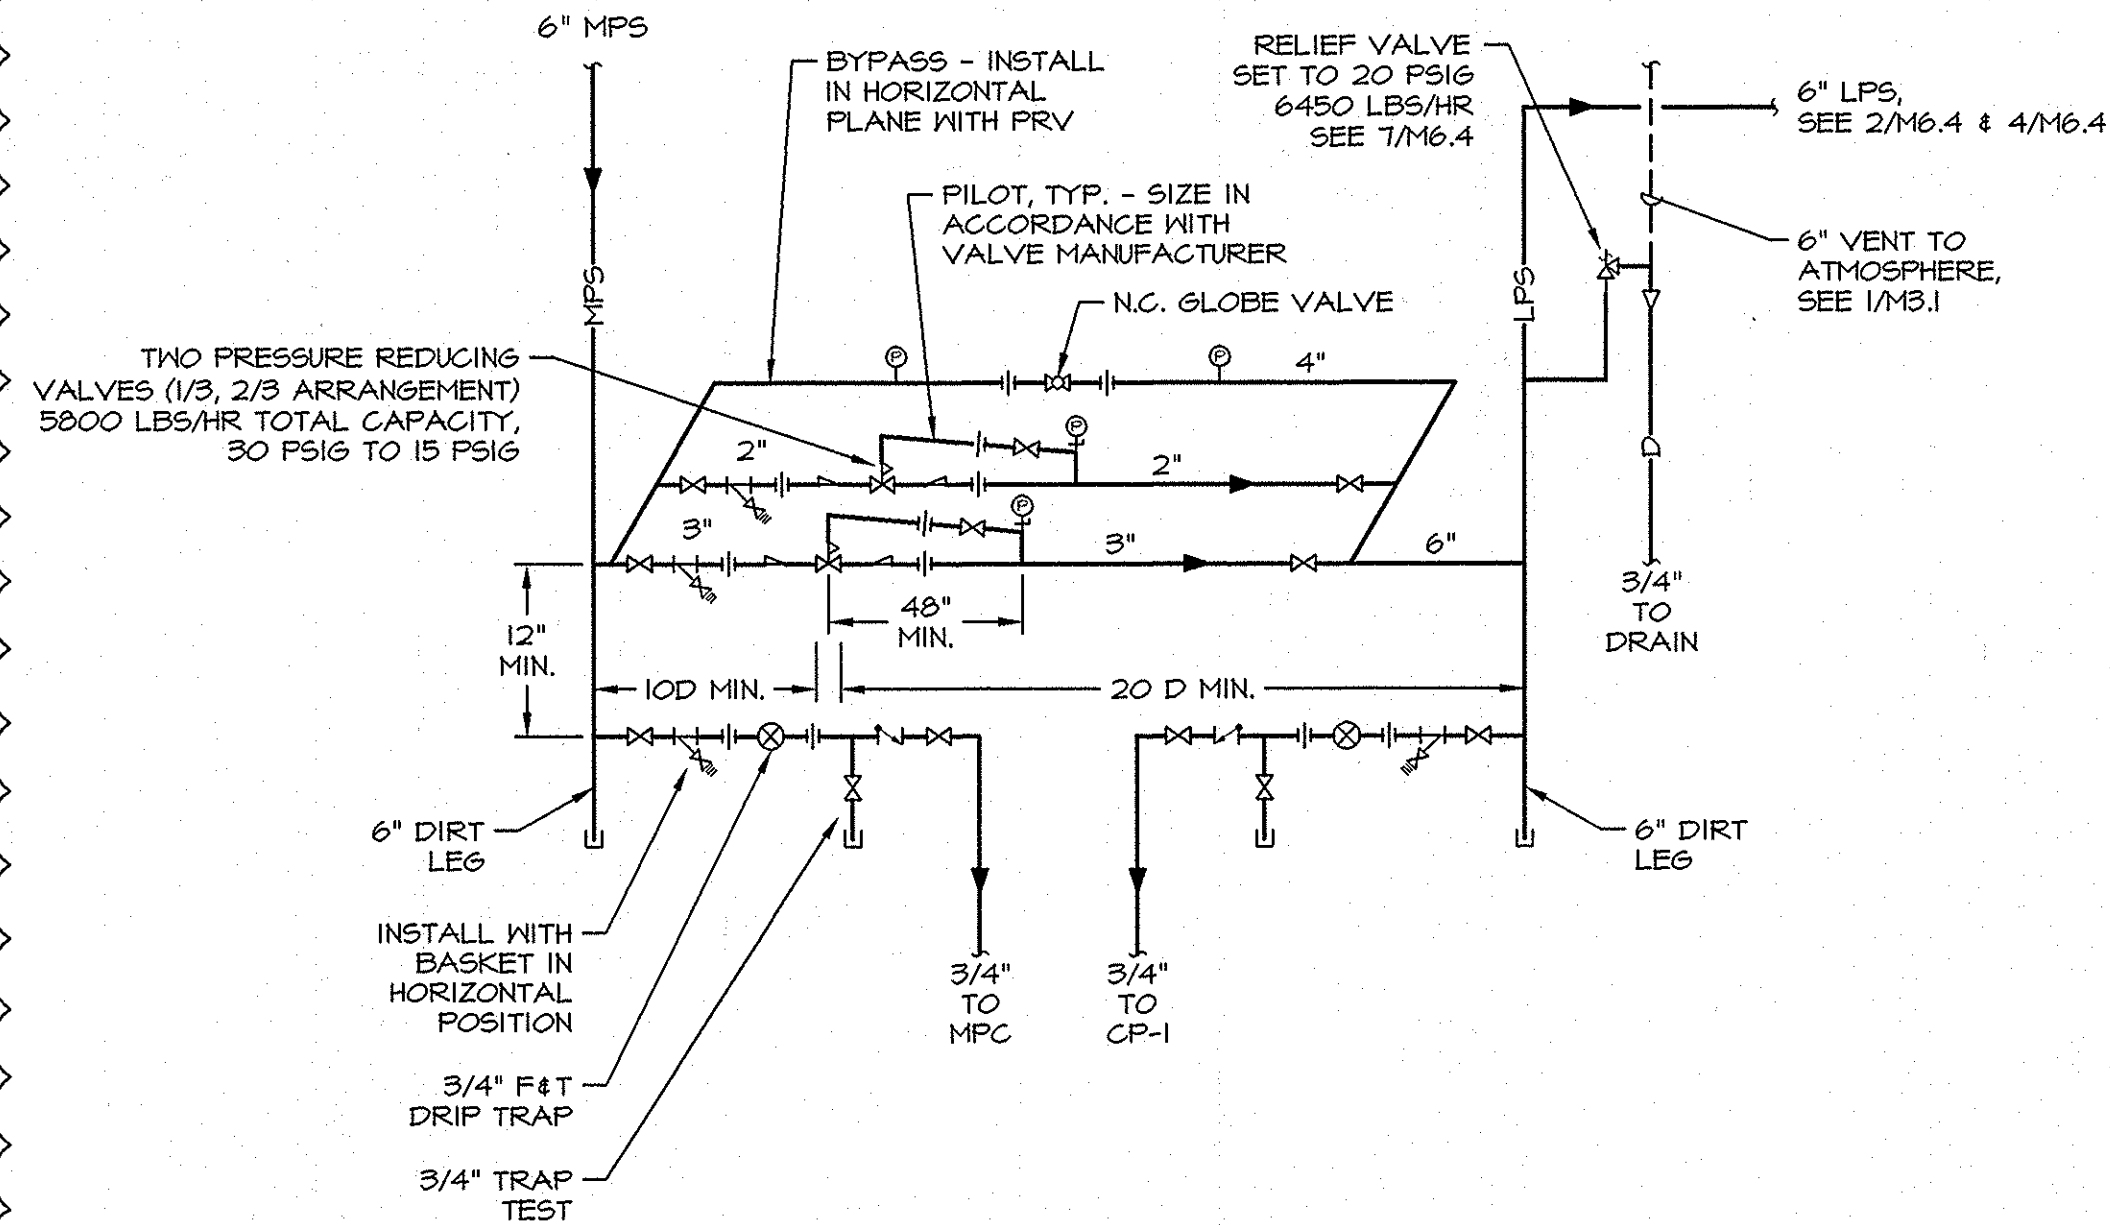 6" MPS
BYPASS - INSTALL
IN HORIZONTAL
PLANE WITH PRV
RELIEF VALVE
SET TO 20 PSIG
6450 LBS/HR
SEE 7/M6.4
6" LPS,
SEE 2/M6.4 & 4/M6.4
PILOT, TYP. - SIZE IN
ACCORDANCE WITH
VALVE MANUFACTURER
6" VENT TO
ATMOSPHERE,
SEE 1/M3.1
MPS
N.C. GLOBE VALVE
LPS
TWO PRESSURE REDUCING
VALVES (1/3, 2/3 ARRANGEMENT)
5800 LBS/HR TOTAL CAPACITY,
30 PSIG TO 15 PSIG
P
P
4"
P
2"
2"
P
3"
3"
6"
3/4"
TO
DRAIN
48"
MIN.
12"
MIN.
10D MIN.
20 D MIN.
6" DIRT
LEG
6" DIRT
LEG
INSTALL WITH
BASKET IN
HORIZONTAL
POSITION
3/4"
TO
MPC
3/4"
TO
CP-1
3/4" F&T
DRIP TRAP
3/4" TRAP
TEST